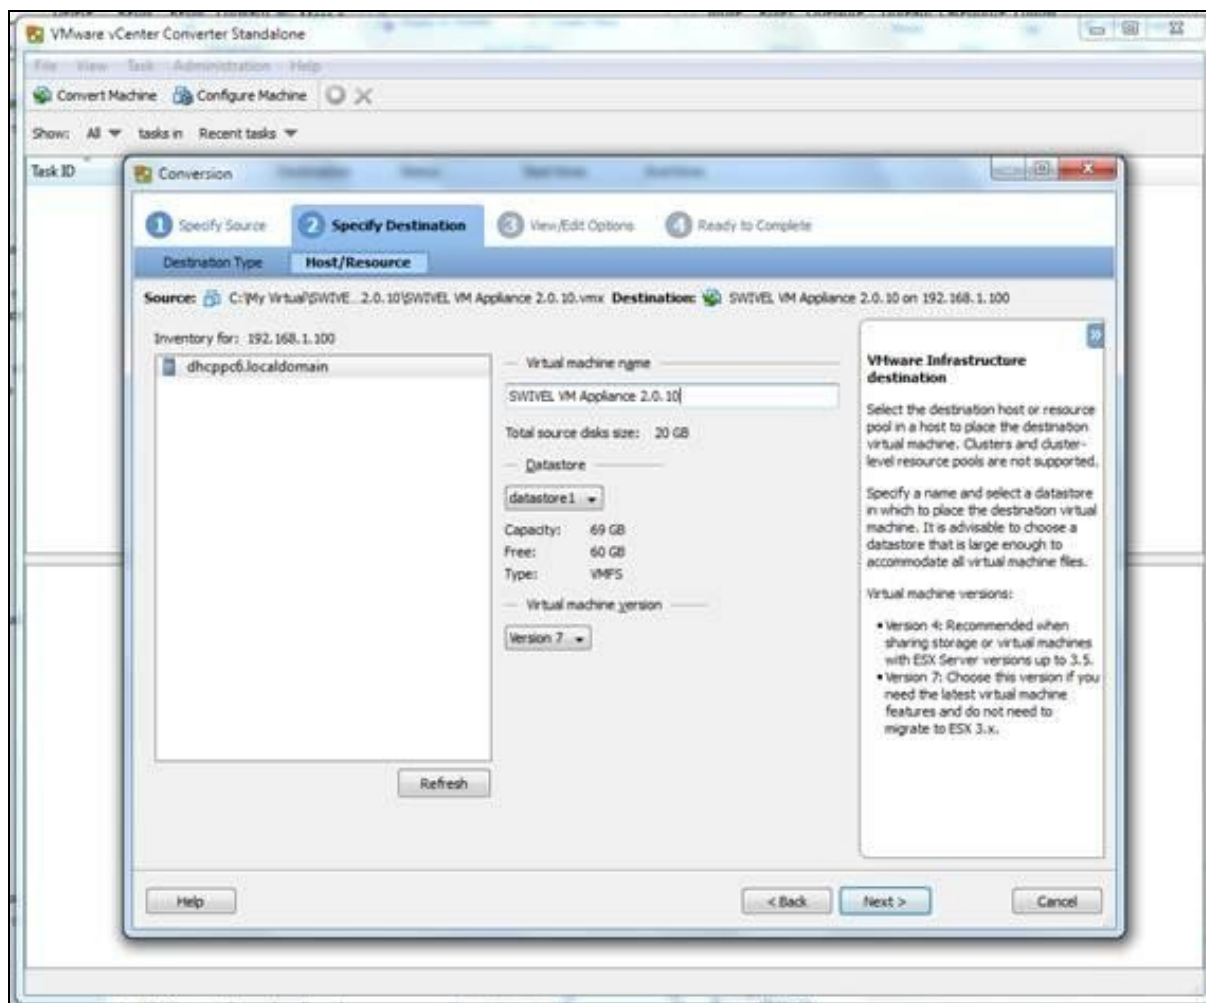 VMware vCenter Converter Standalone
File View Task Administration Help
Convert Machine Configure Machine
Show: All tasks in Recent tasks
Task ID
Conversion
1 Specify Source 2 Specify Destination 3 View/Edit Options 4 Ready to Complete
Destination Type Host/Resource
Source: C:\My Virtual\SWIVE...2.0.10\SWIVEL VM Appliance 2.0.10.vmx Destination: SWIVEL VM Appliance 2.0.10 on 192.168.1.100
Inventory for: 192.168.1.100
dhcppc6.localdomain
Refresh
Virtual machine name
SWIVEL VM Appliance 2.0.10
Total source disks size: 20 GB
Datastore
datastore1
Capacity: 69 GB
Free: 60 GB
Type: VMFS
Virtual machine version
Version 7
VMware Infrastructure
destination
Select the destination host or resource
pool in a host to place the destination
virtual machine. Clusters and cluster-
level resource pools are not supported.
Specify a name and select a datastore
in which to place the destination virtual
machine. It is advisable to choose a
datastore that is large enough to
accommodate all virtual machine files.
Virtual machine versions:
• Version 4: Recommended when
sharing storage or virtual machines
with ESX Server versions up to 3.5.
• Version 7: Choose this version if you
need the latest virtual machine
features and do not need to
migrate to ESX 3.x.
Help < Back Next > Cancel